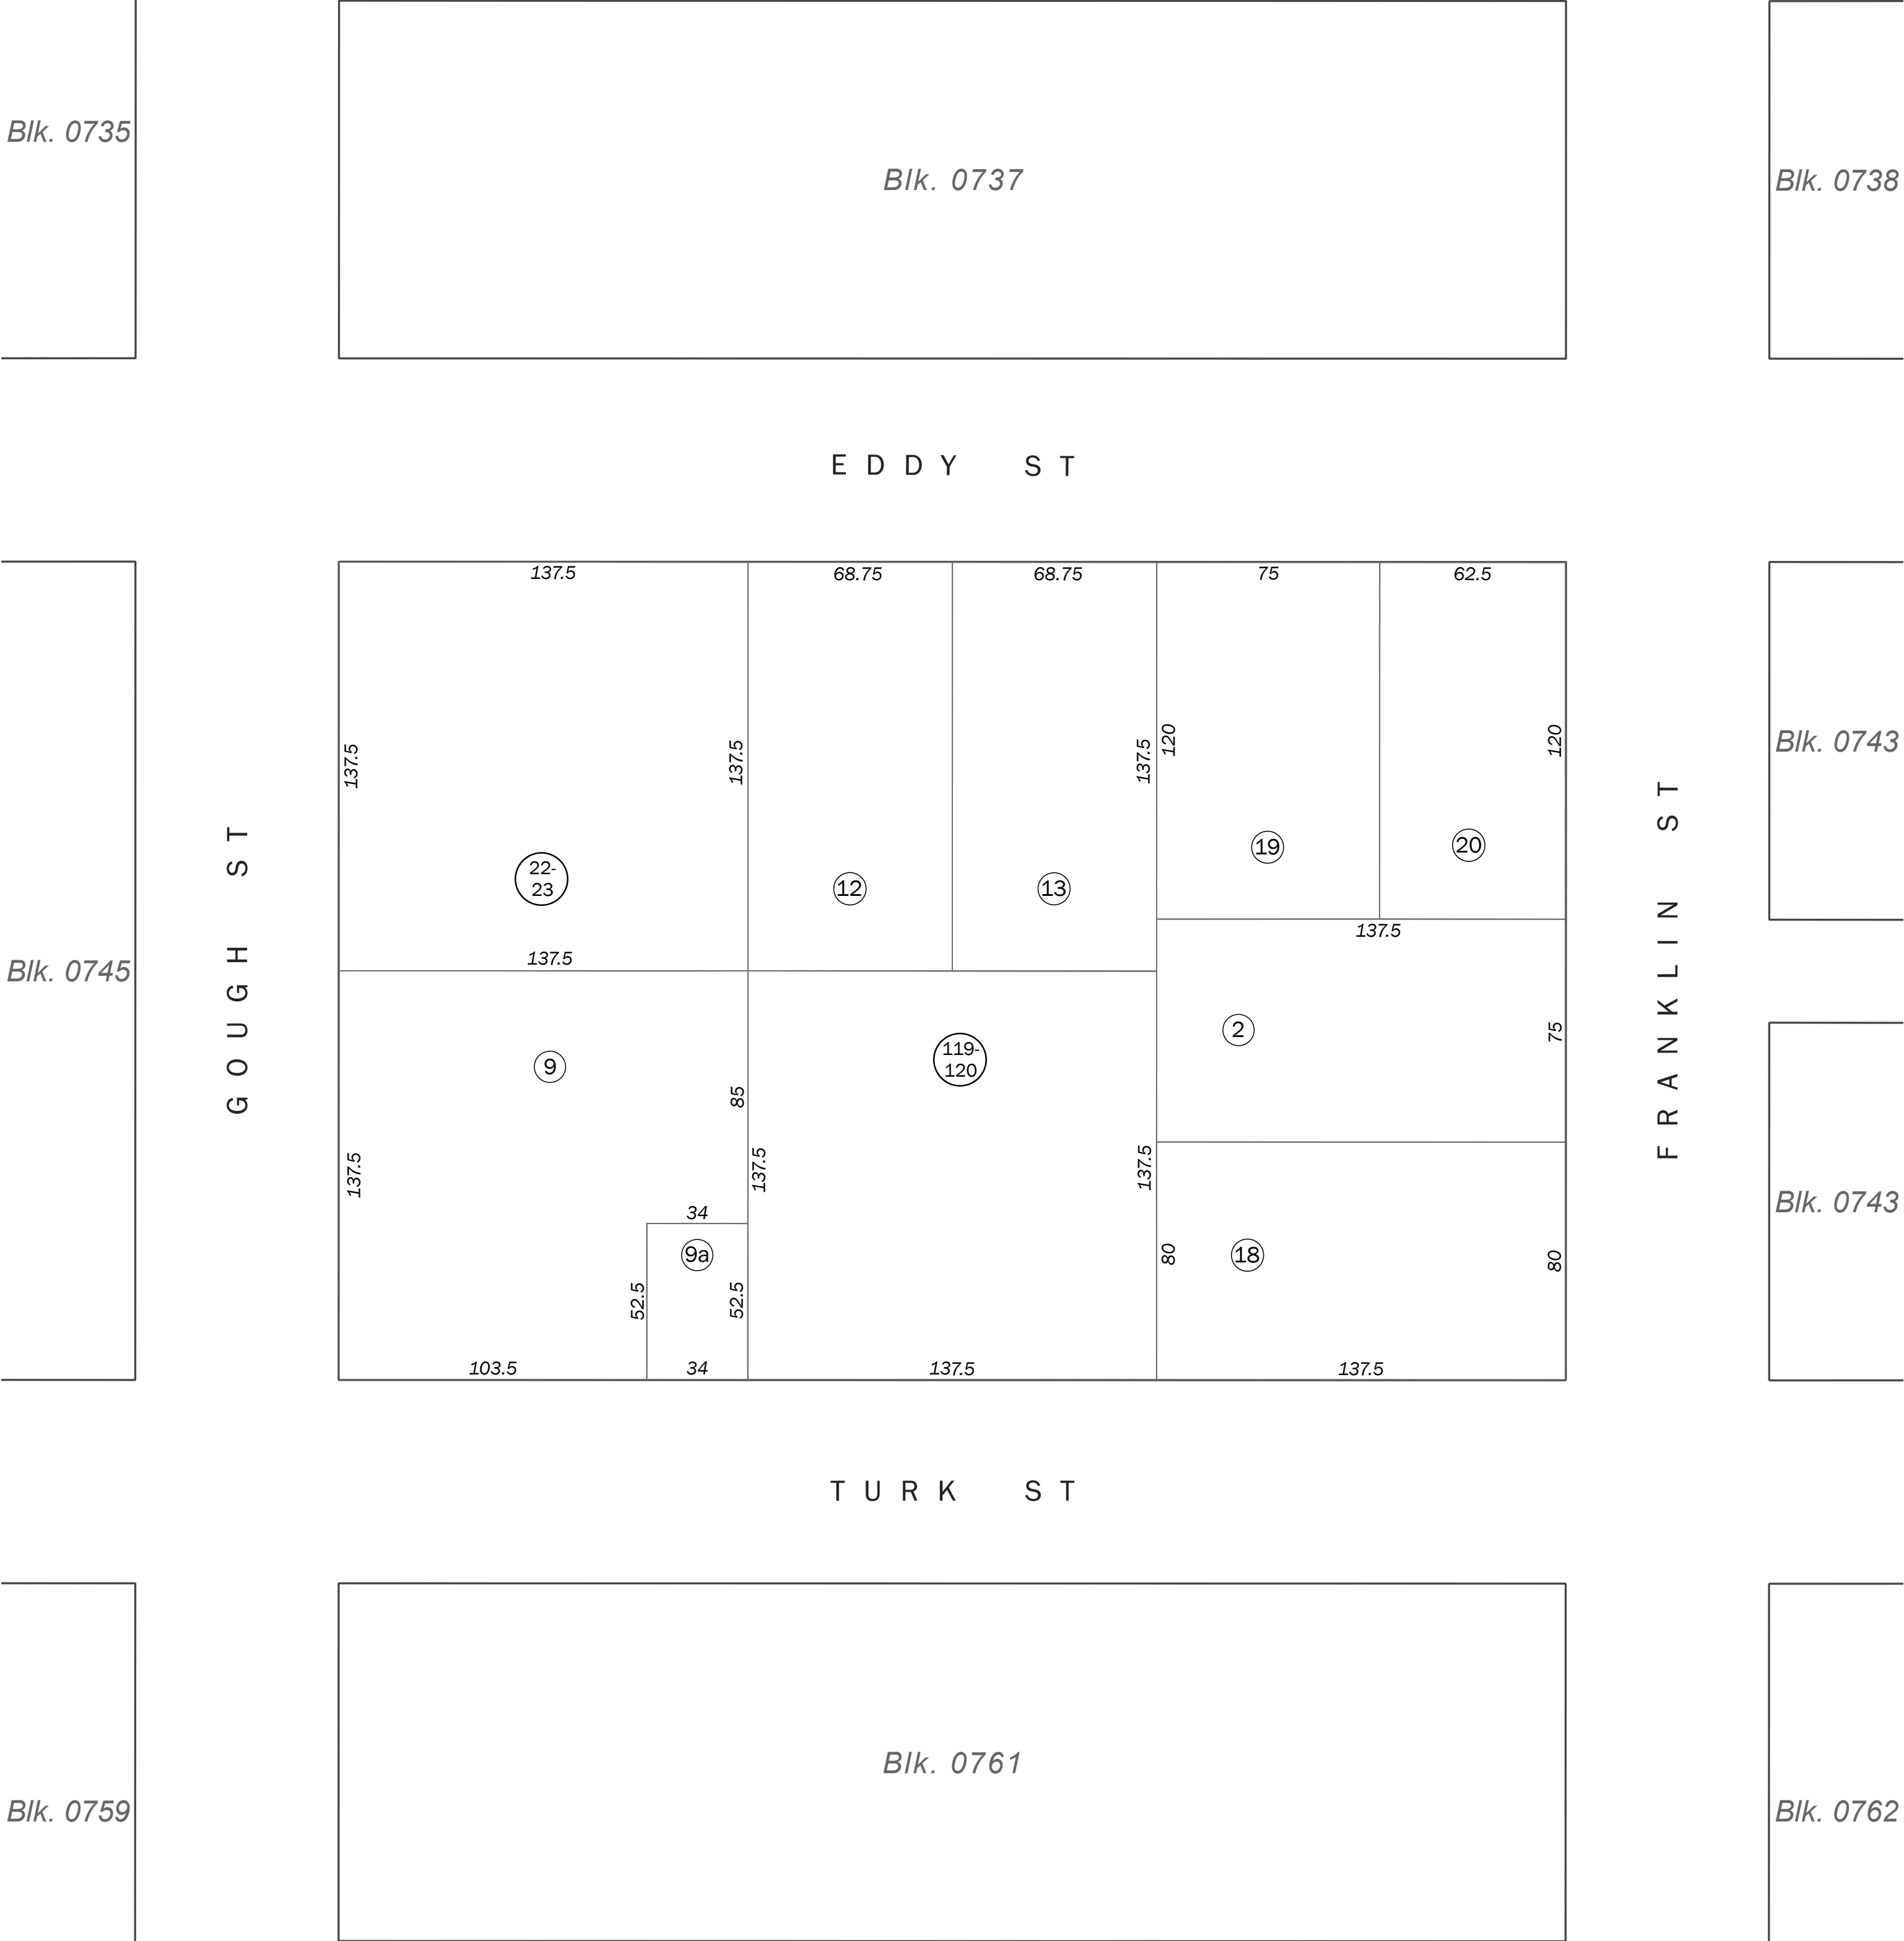 Blk. 0735
Blk. 0737
Blk. 0738
EDDY ST
137.5
68.75
68.75
75
62.5
137.5
137.5
137.5
120
120
Blk. 0743
GOUGH ST
FRANKLIN ST
19
20
22-
23
12
13
137.5
137.5
Blk. 0745
2
75
9
119-
120
85
137.5
137.5
137.5
Blk. 0743
34
9a
80
18
80
52.5
52.5
103.5
34
137.5
137.5
TURK ST
Blk. 0761
Blk. 0759
Blk. 0762